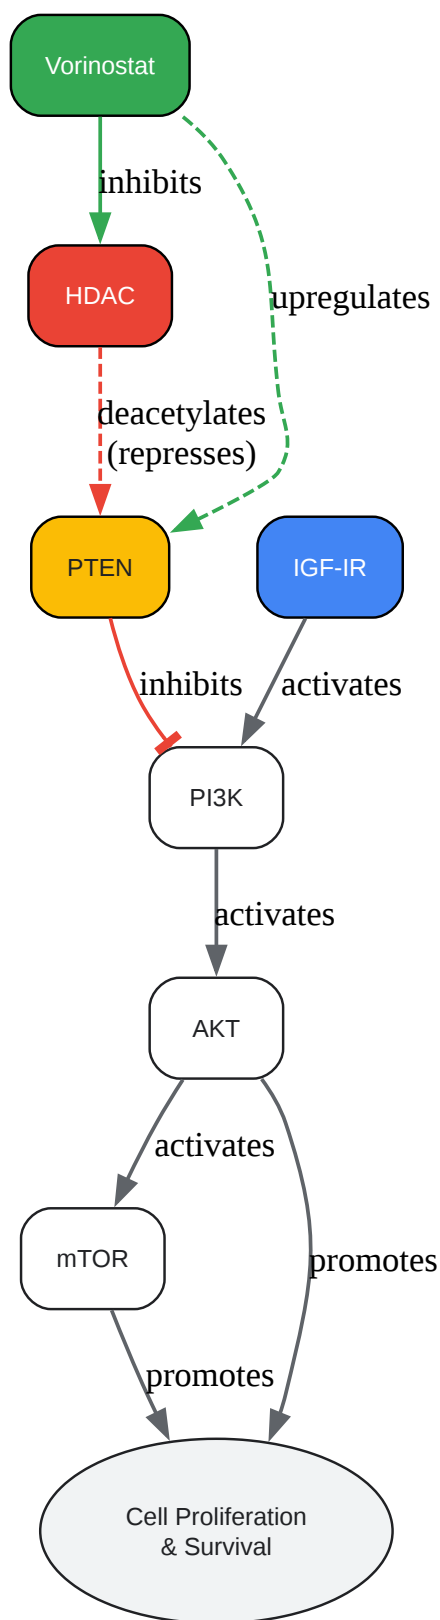 Vorinostat
inhibits
HDAC
upregulates
deacetylates
(represses)
PTEN
IGF-IR
inhibits
activates
PI3K
activates
AKT
activates
mTOR
promotes
promotes
Cell Proliferation
& Survival